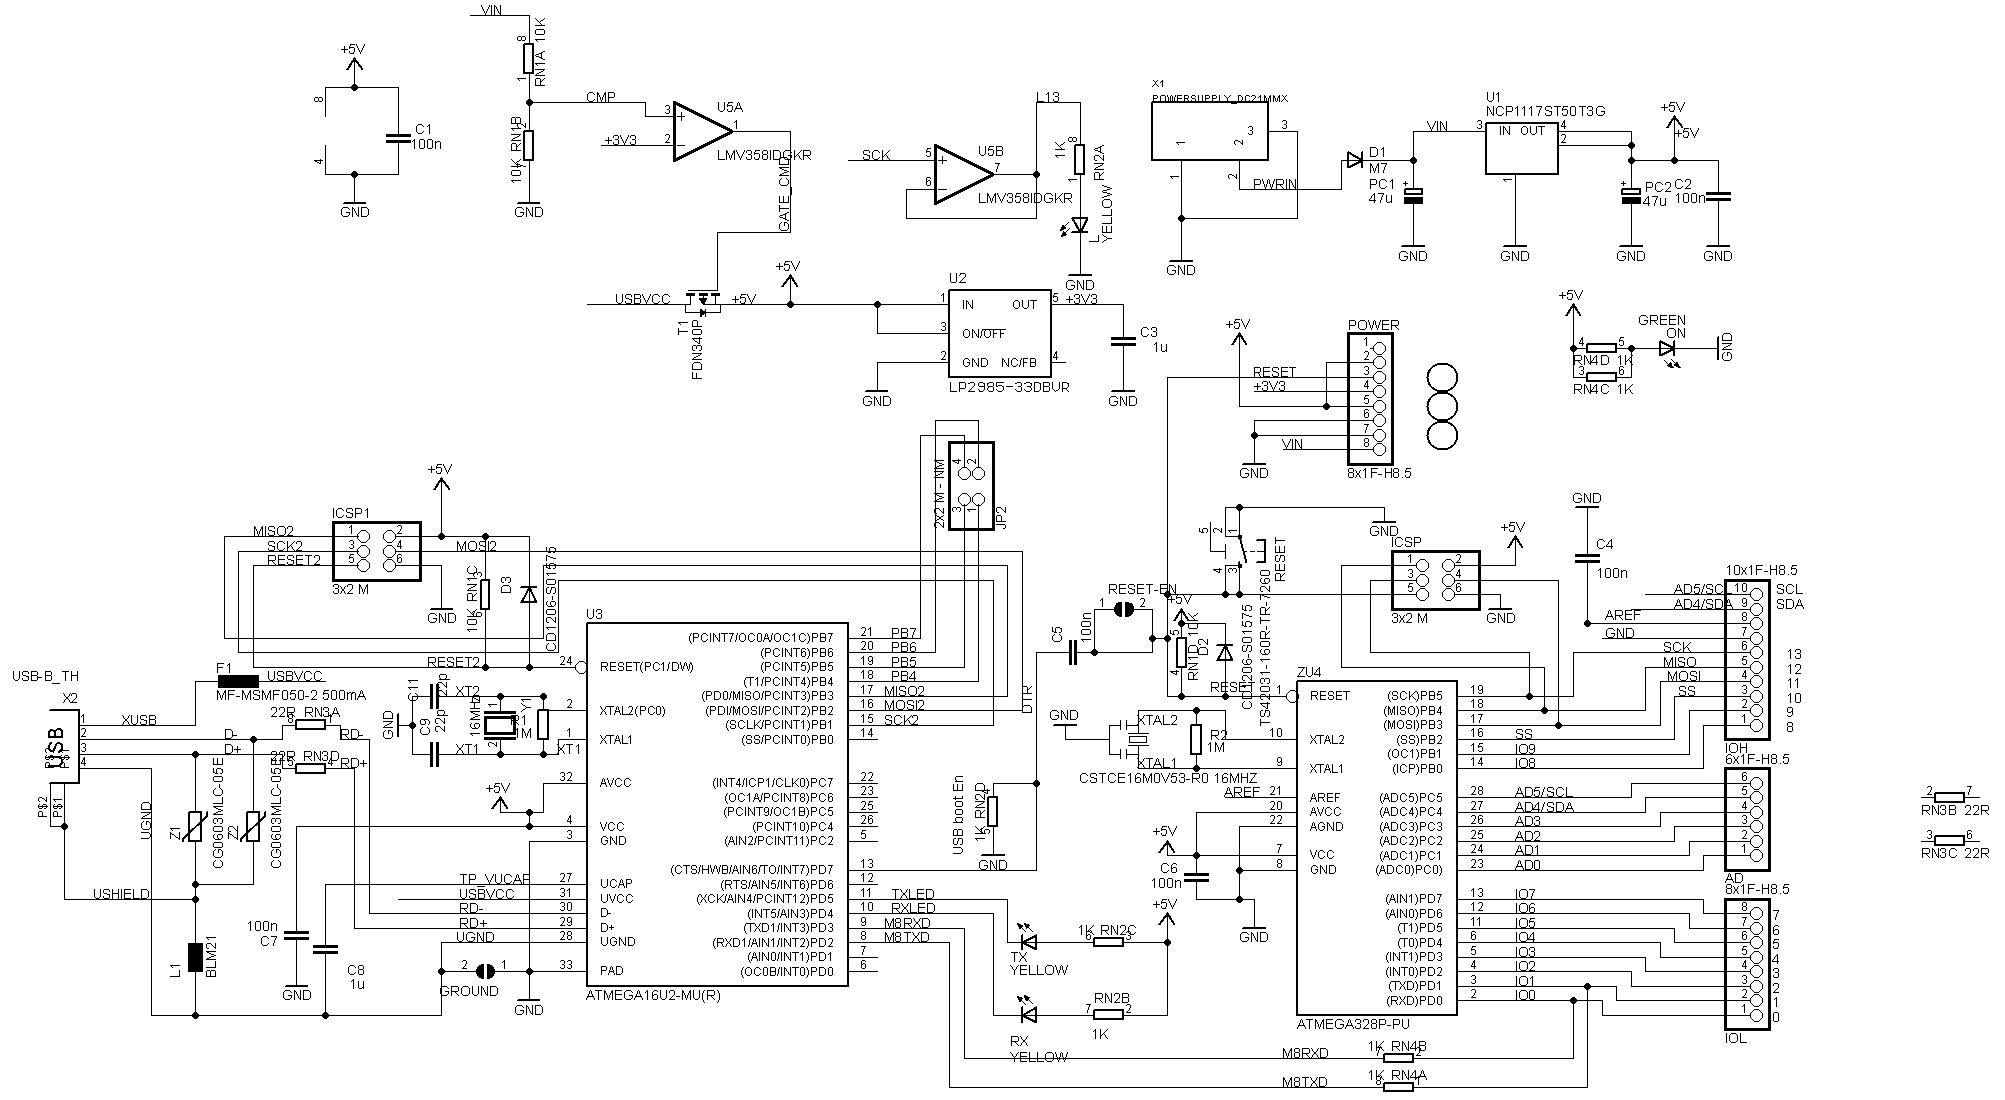 VIN
8
RN1A 10K
1
+5V
8
C1
100n
4
GND
CMP
U5A
3
1
+3V3
2
LMV358IDGKR
2
10K RN1B
GND
GATE_CMD
L13
SCK
5
U5B
7
6
LMV358IDGKR
8
1K
RN2A
1
L
YELLOW
GND
X1
POWERSUPPLY_DC21MMX
3
3
1
2
1
2
PWRIN
GND
D1
M7
VIN
PC1
47u
GND
U1
NCP1117ST50T3G
3
IN OUT
4
2
1
GND
+5V
+5V
PC2
47u
C2
100n
GND
GND
USBVCC
+5V
+5V
T1
FDN340P
U2
1
IN
OUT
5
+3V3
3
ON/OFF
2
GND
NC/FB
4
LP2985-33DBVR
GND
C3
1u
GND
+5V
POWER
1
2
RESET
3
+3V3
4
5
6
7
VIN
8
GND
8x1F-H8.5
+5V
GREEN
ON
4
5
RN4D 1K
3
6
RN4C 1K
GND
+5V
ICSP1
MISO2
1
2
SCK2
3
4
MOSI2
RESET2
5
6
3x2 M
GND
10K RN1C
3
6
D3
CD1206-S01575
4
2
2x2 M - NM
3
1
JP2
5
2
1
4
3
RESET
GND
TS42031-160R-TR-7260
ICSP
1
2
3
4
5
6
3x2 M
+5V
GND
GND
C4
100n
10x1F-H8.5
AD5/SCL
10
SCL
AD4/SDA
9
SDA
AREF
8
GND
7
SCK
6
13
MISO
5
12
MOSI
4
11
SS
3
10
2
9
1
8
IOH
RESET-EN
1
2
C5
100n
+5V
5
RN1D 10K
4
D2
CD1206-S01575
RESET
DTR
U3
RESET2
24
RESET(PC1/DW)
2
XTAL2(PC0)
1
XTAL1
32
AVCC
4
VCC
3
GND
TP_VUCAP
27
UCAP
USBVCC
31
UVCC
RD-
30
D-
RD+
29
D+
UGND
28
UGND
33
PAD
(PCINT7/OC0A/OC1C)PB7
21
PB7
(PCINT6)PB6
20
PB6
(PCINT5)PB5
19
PB5
(T1/PCINT4)PB4
18
PB4
(PD0/MISO/PCINT3)PB3
17
MISO2
(PDI/MOSI/PCINT2)PB2
16
MOSI2
(SCLK/PCINT1)PB1
15
SCK2
(SS/PCINT0)PB0
14
(INT4/ICP1/CLK0)PC7
22
(OC1A/PCINT8)PC6
23
(PCINT9/OC1B)PC5
25
(PCINT10)PC4
26
(AIN2/PCINT11)PC2
5
(CTS/HWB/AIN6/TO/INT7)PD7
13
(RTS/AIN5/INT6)PD6
12
(XCK/AIN4/PCINT12)PD5
11
TXLED
(INT5/AIN3)PD4
10
RXLED
(TXD1/INT3)PD3
9
M8RXD
(RXD1/AIN1/INT2)PD2
8
M8TXD
(AIN0/INT1)PD1
7
(OC0B/INT0)PD0
6
ATMEGA16U2-MU(R)
USB-B_TH
X2
USB
1
2
3
4
P$2
P$1
XUSB
F1
USBVCC
MF-MSMF050-2 500mA
22R RN3A
8
1
D-
RD-
D+
22R RN3D
RD+
Z1
CG0603MLC-05E
Z2
CG0603MLC-05E
UGND
USHIELD
L1
BLM21
GND
C11
22p
C9
22p
XT2
XT1
16MHZ
1
2
Y1
R1
1M
XT1
+5V
100n
C7
GND
C8
1u
2
1
GROUND
GND
USB boot En
1K RN2D
4
5
GND
GND
XTAL2
XTAL1
CSTCE16M0V53-R0 16MHZ
R2
1M
AREF
+5V
C6
100n
GND
+5V
TX
YELLOW
1K RN2C
6
3
RX
YELLOW
RN2B
7
2
1K
ZU4
1
RESET
10
XTAL2
9
XTAL1
21
AREF
20
AVCC
22
AGND
7
VCC
8
GND
(SCK)PB5
19
(MISO)PB4
18
(MOSI)PB3
17
(SS)PB2
16
SS
(OC1)PB1
15
IO9
(ICP)PB0
14
IO8
(ADC5)PC5
28
AD5/SCL
(ADC4)PC4
27
AD4/SDA
(ADC3)PC3
26
AD3
(ADC2)PC2
25
AD2
(ADC1)PC1
24
AD1
(ADC0)PC0
23
AD0
(AIN1)PD7
13
IO7
(AIN0)PD6
12
IO6
(T1)PD5
11
IO5
(T0)PD4
6
IO4
(INT1)PD3
5
IO3
(INT0)PD2
4
IO2
(TXD)PD1
3
IO1
(RXD)PD0
2
IO0
ATMEGA328P-PU
6x1F-H8.5
6
5
4
3
2
1
AD
8x1F-H8.5
8
7
7
6
6
5
5
4
4
3
3
2
2
1
1
0
IOL
M8RXD
1K RN4B
7
2
M8TXD
1K RN4A
8
1
2
7
RN3B 22R
3
6
RN3C 22R